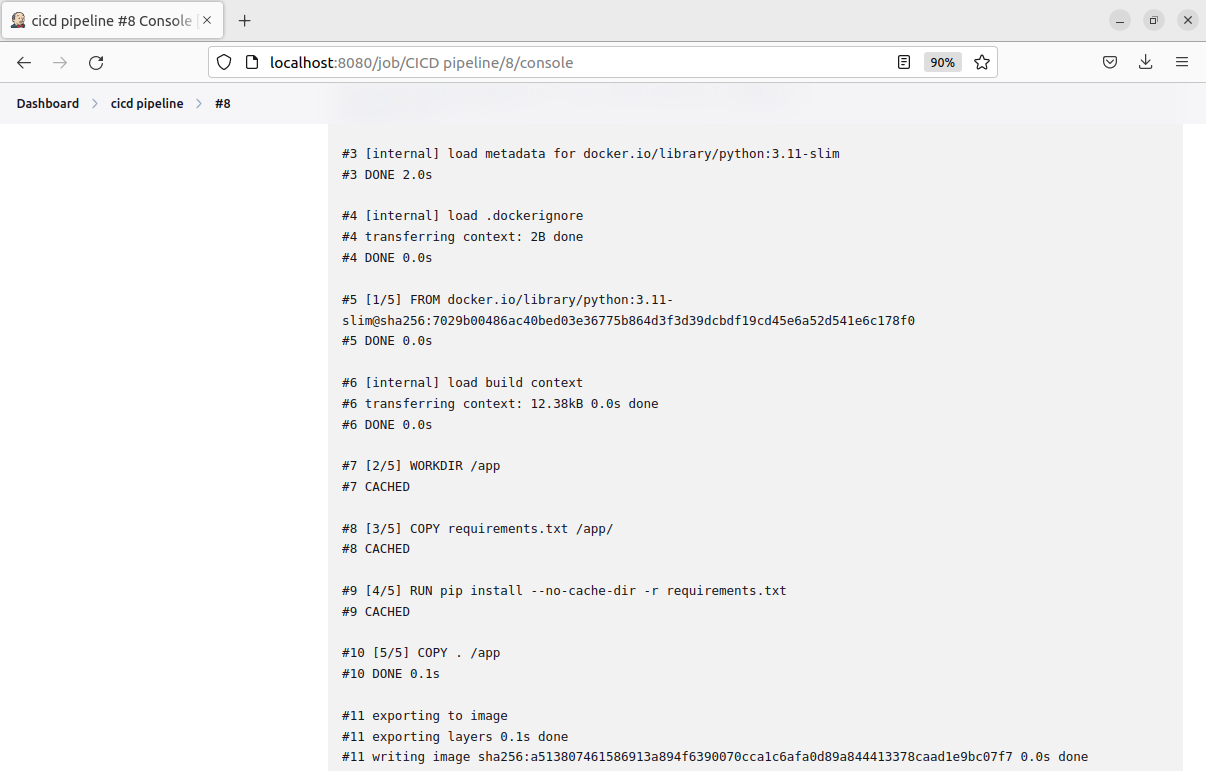 cicd pipeline #8 Console
localhost:8080/job/CICD pipeline/8/console
90%
Dashboard
cicd pipeline
#8
#3 [internal] load metadata for docker.io/library/python:3.11-slim
#3 DONE 2.0s
#4 [internal] load .dockerignore
#4 transferring context: 2B done
#4 DONE 0.0s
#5 [1/5] FROM docker.io/library/python:3.11-
slim@sha256:7029b00486ac40bed03e36775b864d3f3d39dcbdf19cd45e6a52d541e6c178f0
#5 DONE 0.0s
#6 [internal] load build context
#6 transferring context: 12.38kB 0.0s done
#6 DONE 0.0s
#7 [2/5] WORKDIR /app
#7 CACHED
#8 [3/5] COPY requirements.txt /app/
#8 CACHED
#9 [4/5] RUN pip install --no-cache-dir -r requirements.txt
#9 CACHED
#10 [5/5] COPY . /app
#10 DONE 0.1s
#11 exporting to image
#11 exporting layers 0.1s done
#11 writing image sha256:a513807461586913a894f6390070cca1c6afa0d89a844413378caad1e9bc07f7 0.0s done